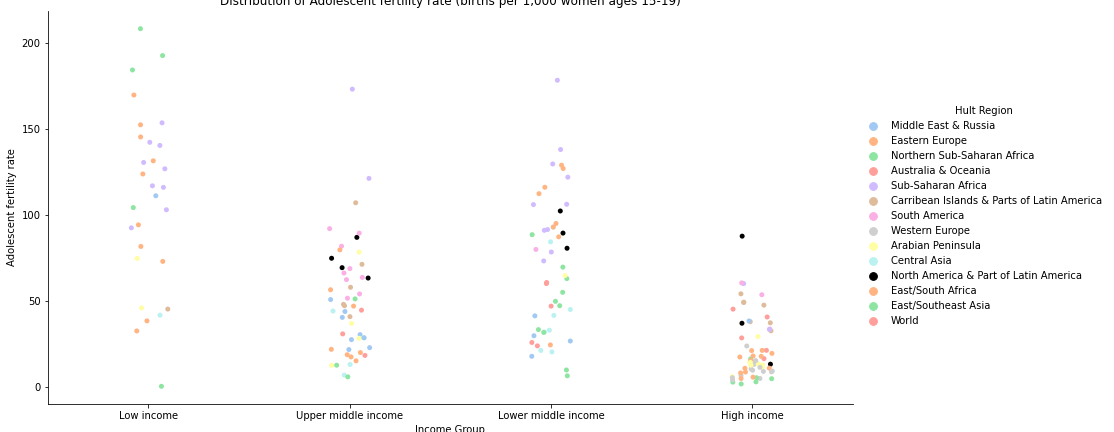 Distribution of Adolescent fertility rate (births per 1,000 women ages 15-19)
200
150
100
50
0
Adolescent fertility rate
Low income
Upper middle income
Lower middle income
High income
Income Group
Hult Region
Middle East & Russia
Eastern Europe
Northern Sub-Saharan Africa
Australia & Oceania
Sub-Saharan Africa
Carribean Islands & Parts of Latin America
South America
Western Europe
Arabian Peninsula
Central Asia
North America & Part of Latin America
East/South Africa
East/Southeast Asia
World